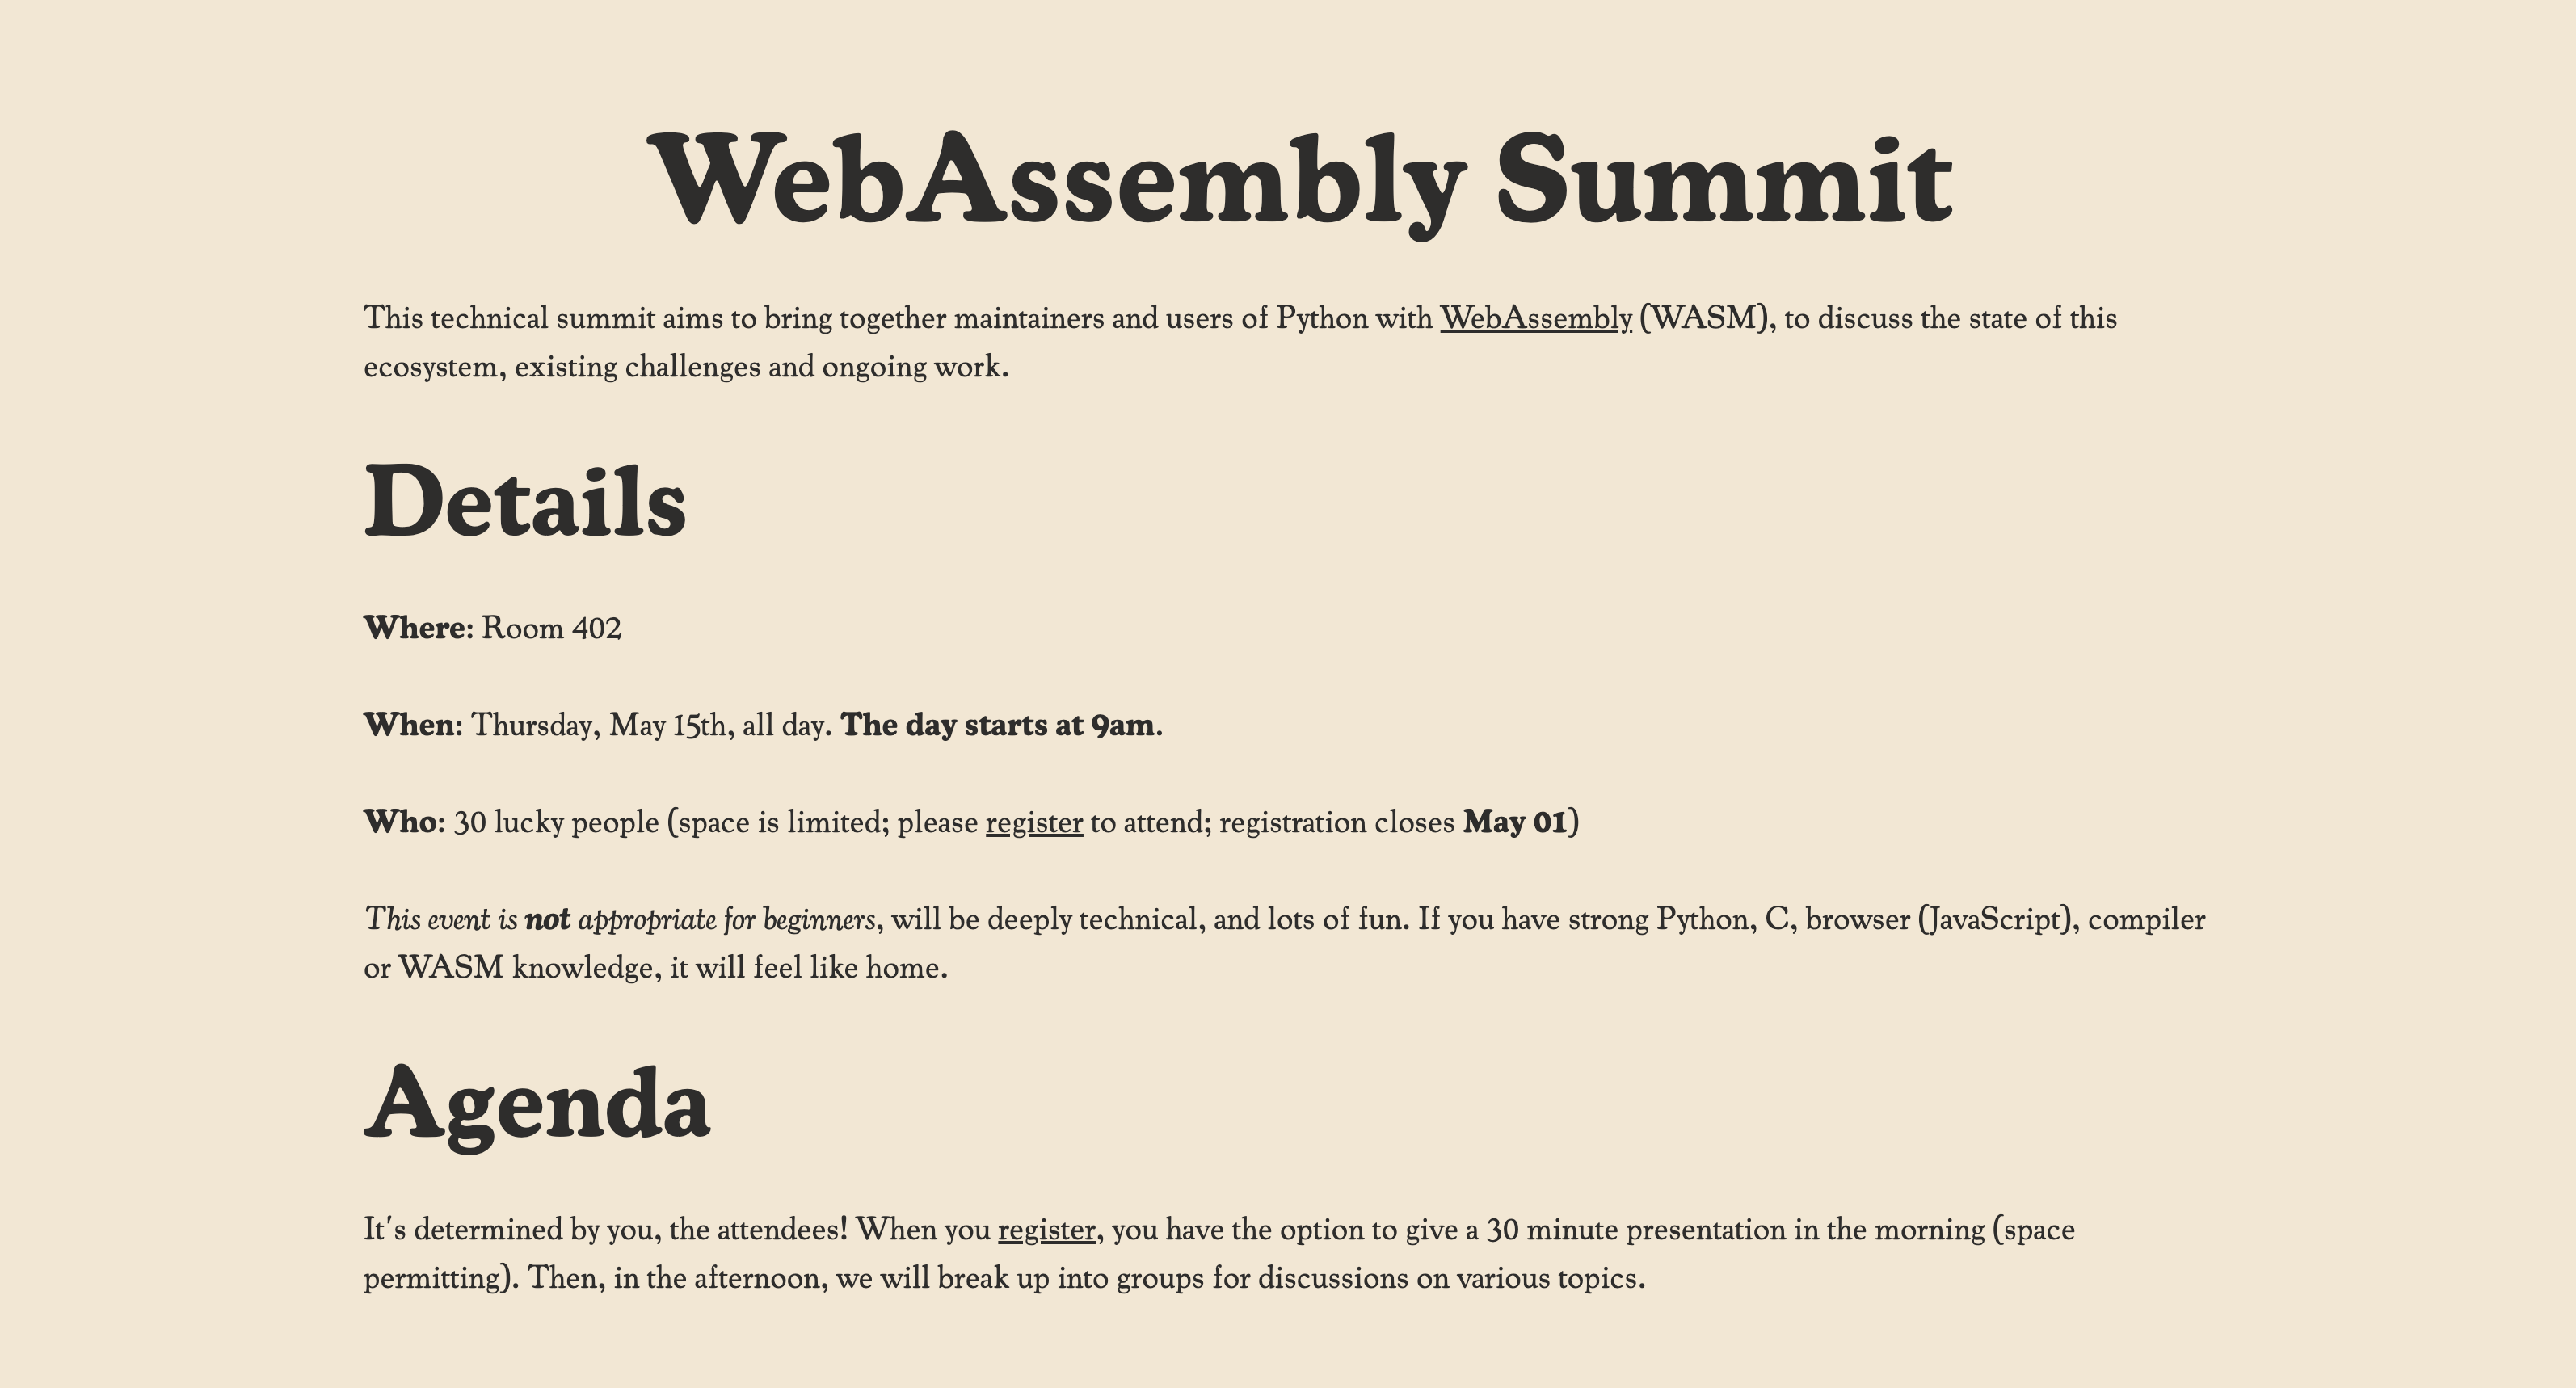 WebAssembly Summit
This technical summit aims to bring together maintainers and users of Python with WebAssembly (WASM), to discuss the state of this
ecosystem, existing challenges and ongoing work.
Details
Where: Room 402
When: Thursday, May 15th, all day. The day starts at 9am.
Who: 30 lucky people (space is limited; please register to attend; registration closes May 01)
This event is not appropriate for beginners, will be deeply technical, and lots of fun. If you have strong Python, C, browser (JavaScript), compiler
or WASM knowledge, it will feel like home.
Agenda
It's determined by you, the attendees! When you register, you have the option to give a 30 minute presentation in the morning (space
permitting). Then, in the afternoon, we will break up into groups for discussions on various topics.